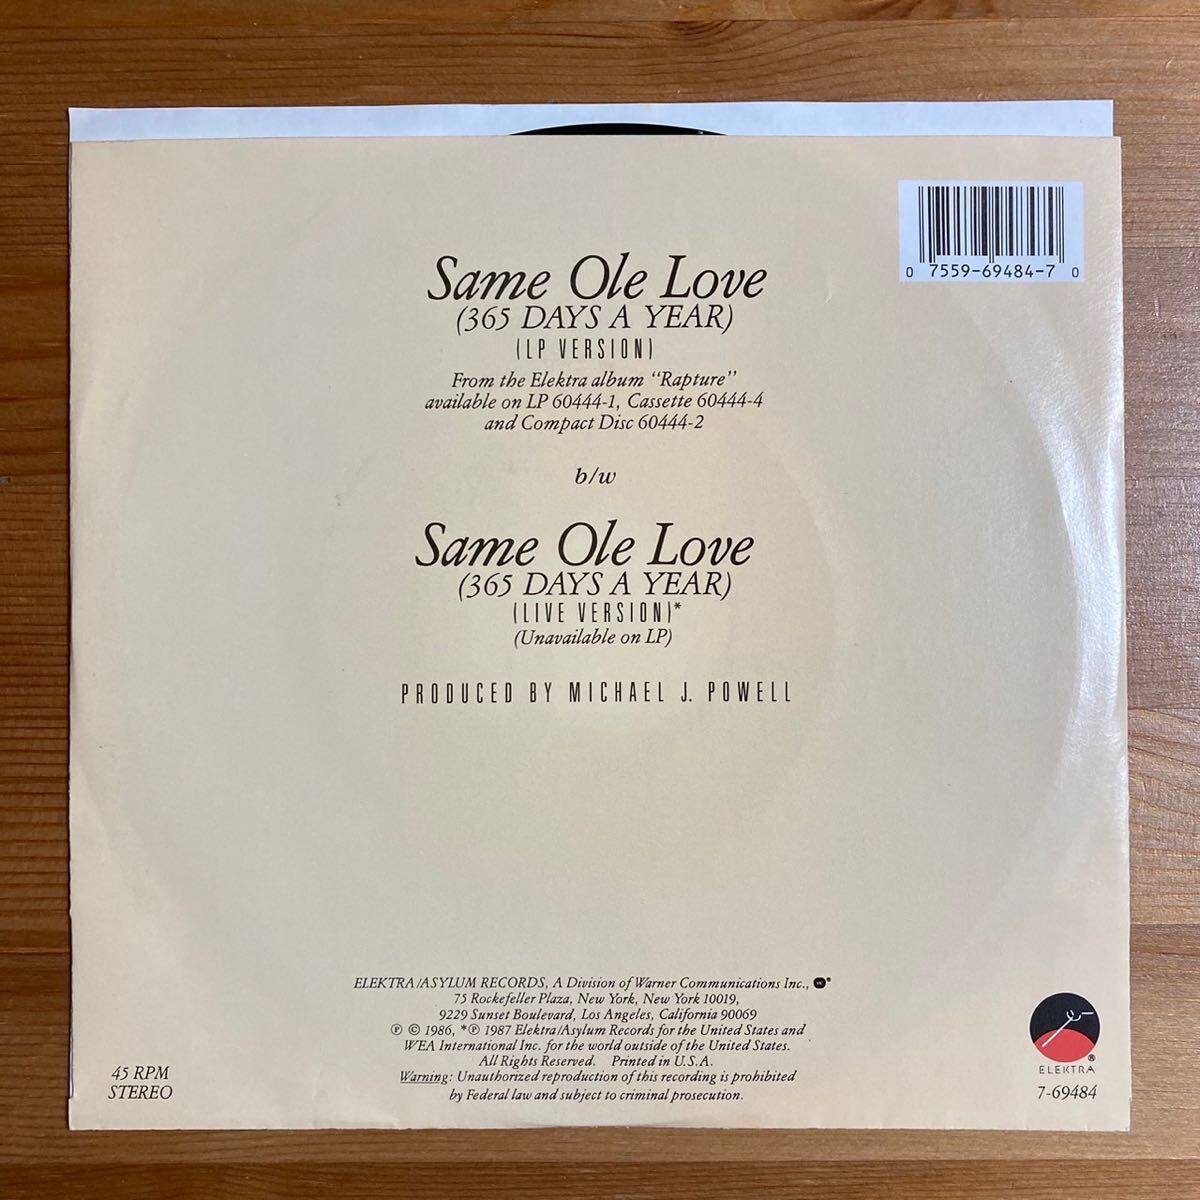 0 7559-69484-7 0
Same Ole Love
(365 DAYS A YEAR)
(LP VERSION)
From the Elektra album "Rapture"
available on LP 60444-1, Cassette 60444-4
and Compact Disc 60444-2
b/w
Same Ole Love
(365 DAYS A YEAR)
(LIVE VERSION)*
(Unavailable on LP)
PRODUCED BY MICHAEL J. POWELL
ELEKTRA/ASYLUM RECORDS, A Division of Warner Communications Inc., ®
75 Rockefeller Plaza, New York, New York 10019,
9229 Sunset Boulevard, Los Angeles, California 90069
℗ © 1986, *℗ 1987 Elektra/Asylum Records for the United States and
WEA International Inc. for the world outside of the United States.
All Rights Reserved. Printed in U.S.A.
Warning: Unauthorized reproduction of this recording is prohibited
by Federal law and subject to criminal prosecution.
45 RPM
STEREO
®
ELEKTRA
7-69484